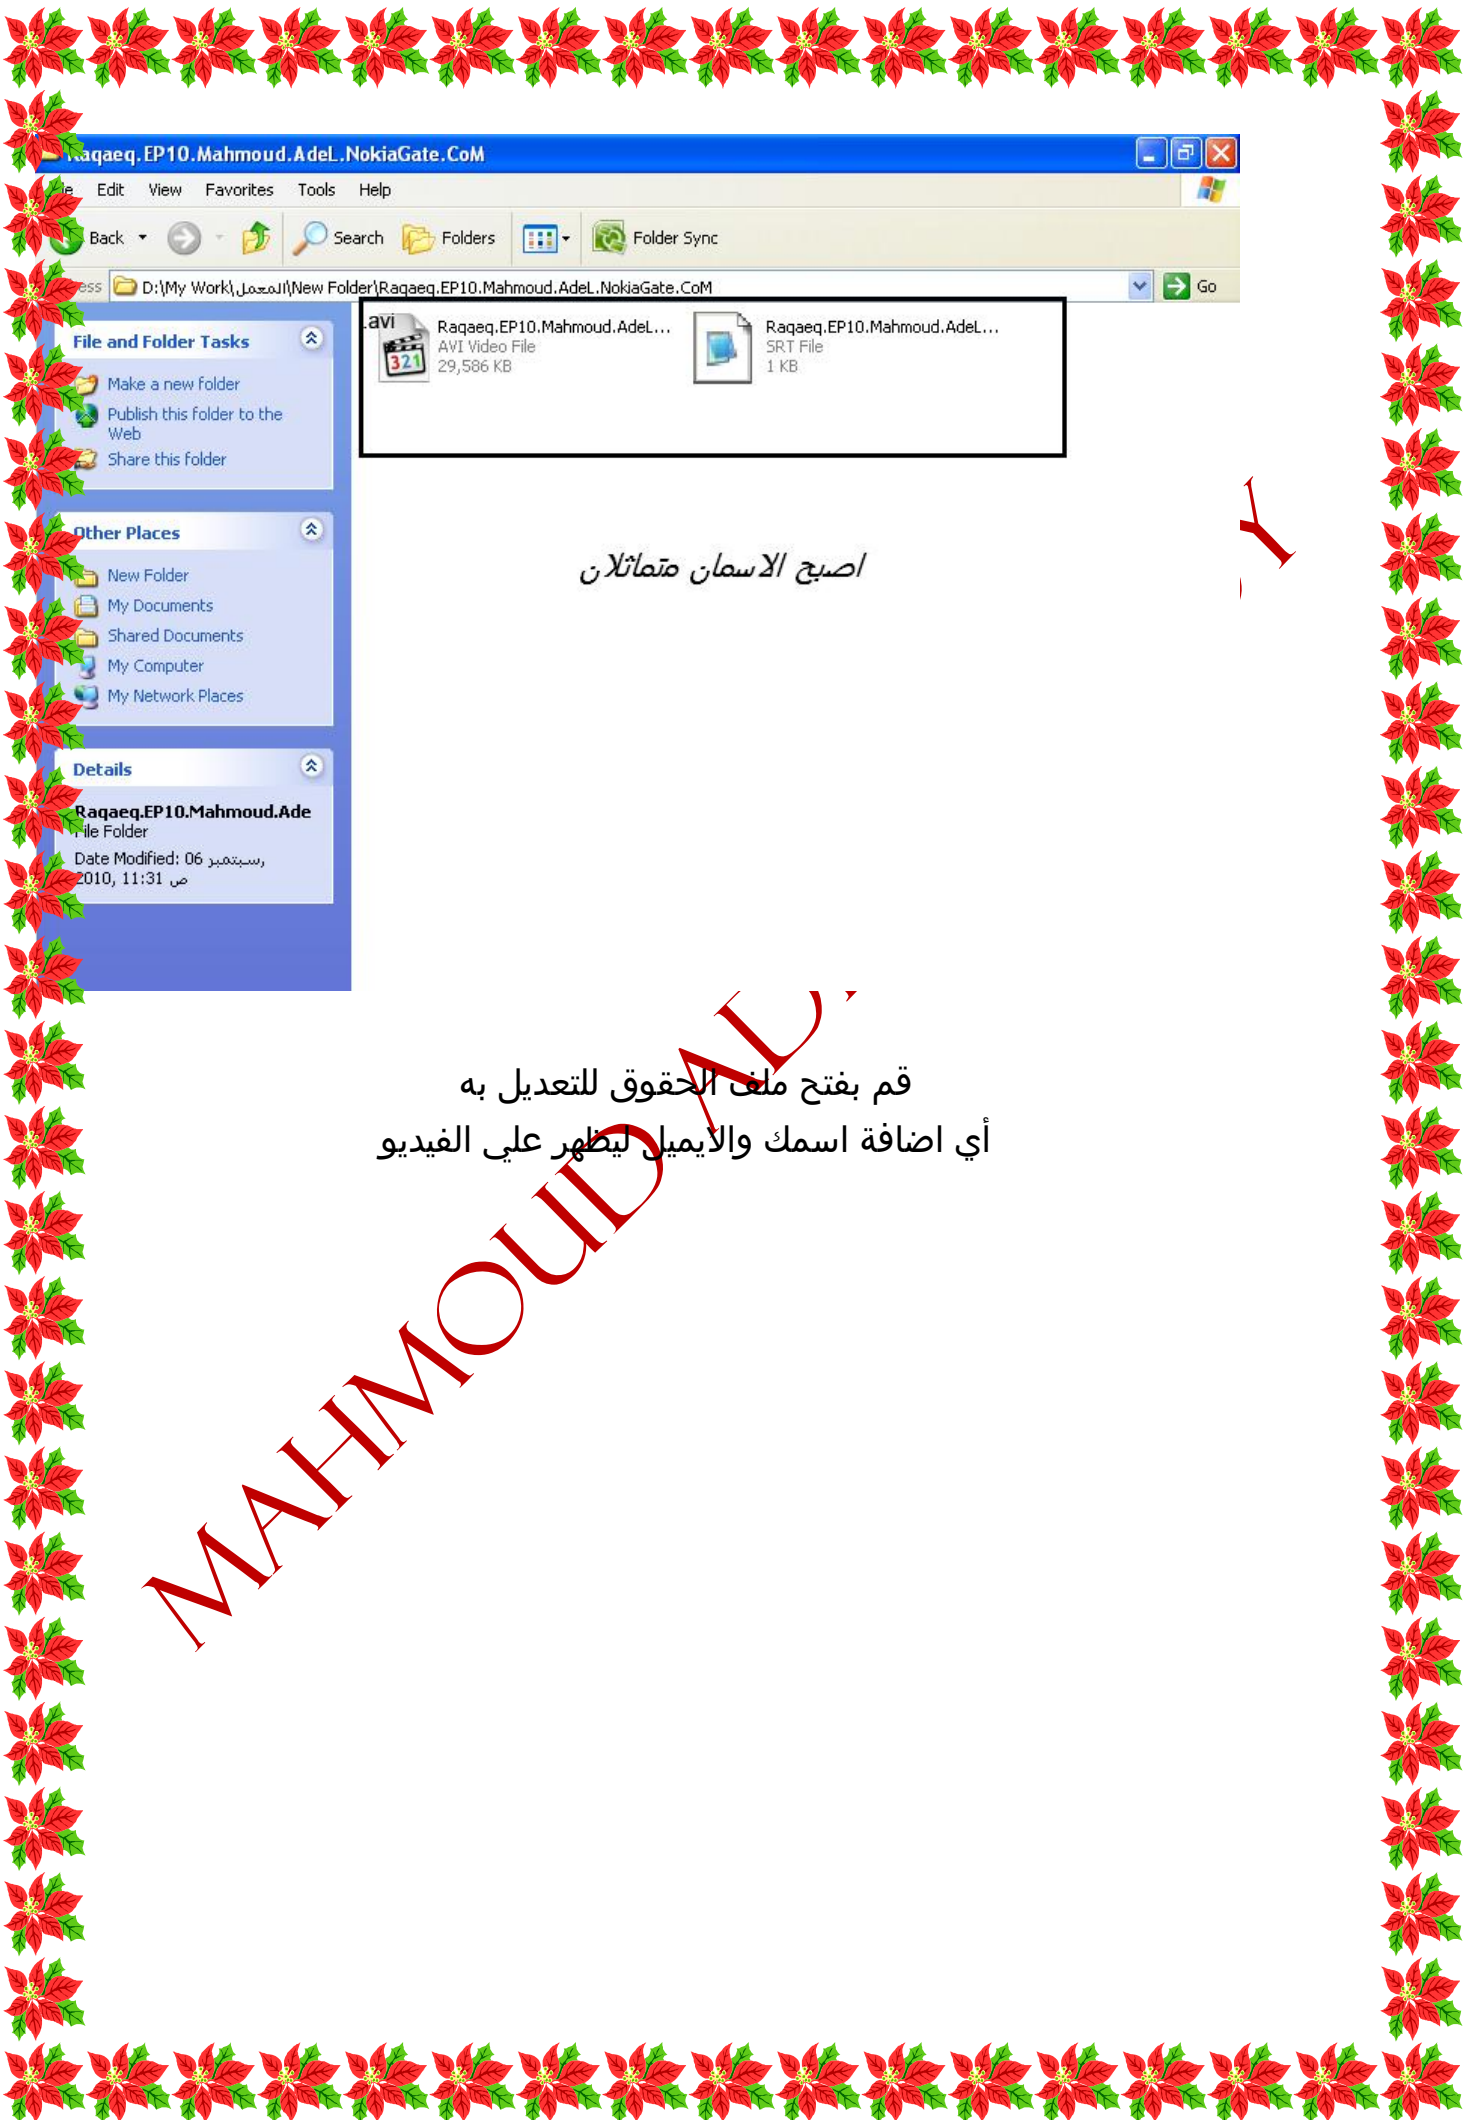 Raqaeq.EP10.Mahmoud.AdeL.NokiaGate.CoM
Edit View Favorites Tools Help
Back Search Folders Folder Sync
D:\My Work\المعمل\New Folder\Raqaeq.EP10.Mahmoud.AdeL.NokiaGate.CoM Go
.avi
321
Raqaeq.EP10.Mahmoud.AdeL...
AVI Video File
29,586 KB
Raqaeq.EP10.Mahmoud.AdeL...
SRT File
1 KB
File and Folder Tasks
Make a new folder
Publish this folder to the
Web
Share this folder
Other Places
New Folder
My Documents
Shared Documents
My Computer
My Network Places
Details
Raqaeq.EP10.Mahmoud.Ade
File Folder
Date Modified: 06 سبتمبر,
2010, 11:31 ص
اصبح الاسمان متماثلان
قم بفتح ملف الحقوق للتعديل به
أي اضافة اسمك والايميل ليظهر علي الفيديو
MAHMOUD